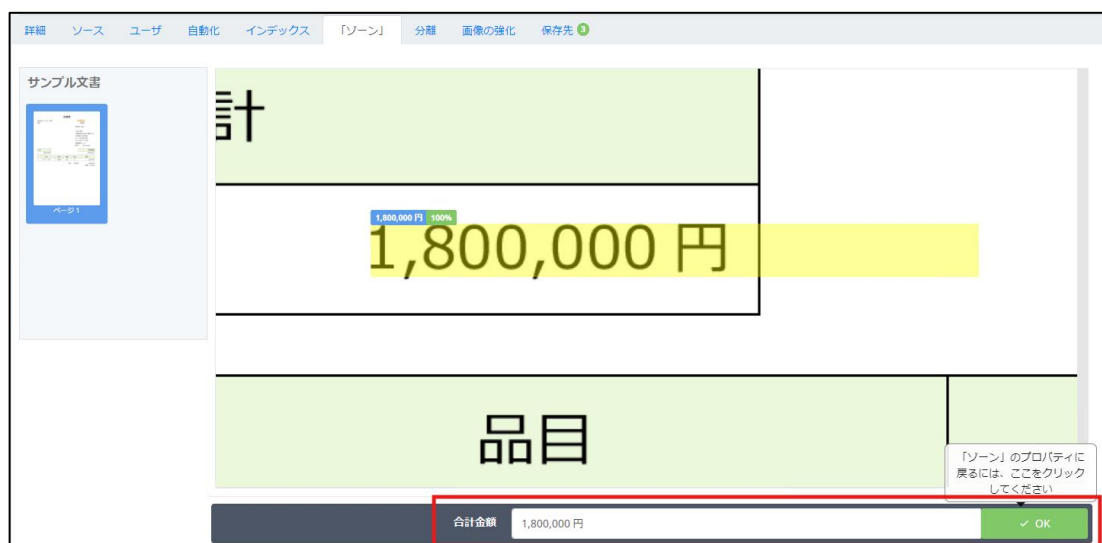 詳細 ソース ユーザ 自動化 インデックス 「ゾーン」 分離 画像の強化 保存先 3
サンプル文書
ページ 1
計
1,800,000 円 100%
1,800,000 円
品目
「ゾーン」のプロパティに
戻るには、ここをクリック
してください
合計金額 1,800,000 円 ✓ OK